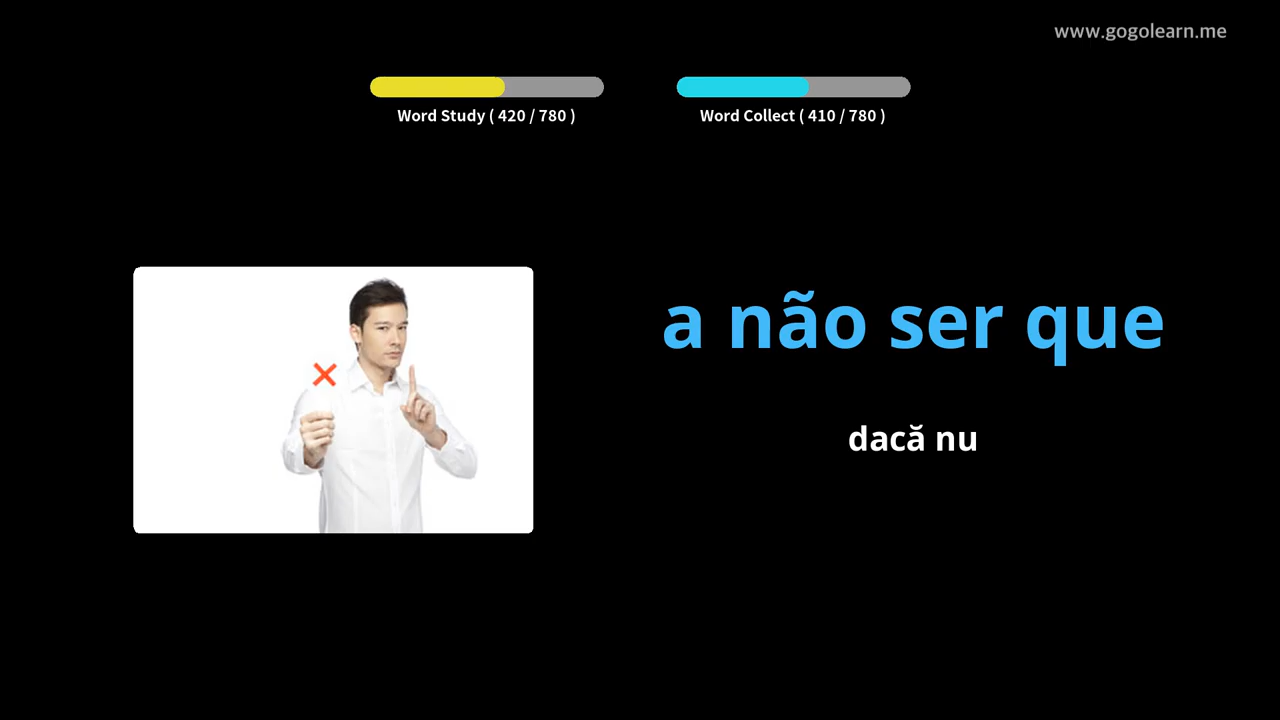 www.gogolearn.me
Word Study ( 420 / 780 )
Word Collect ( 410 / 780 )
a não ser que
dacă nu